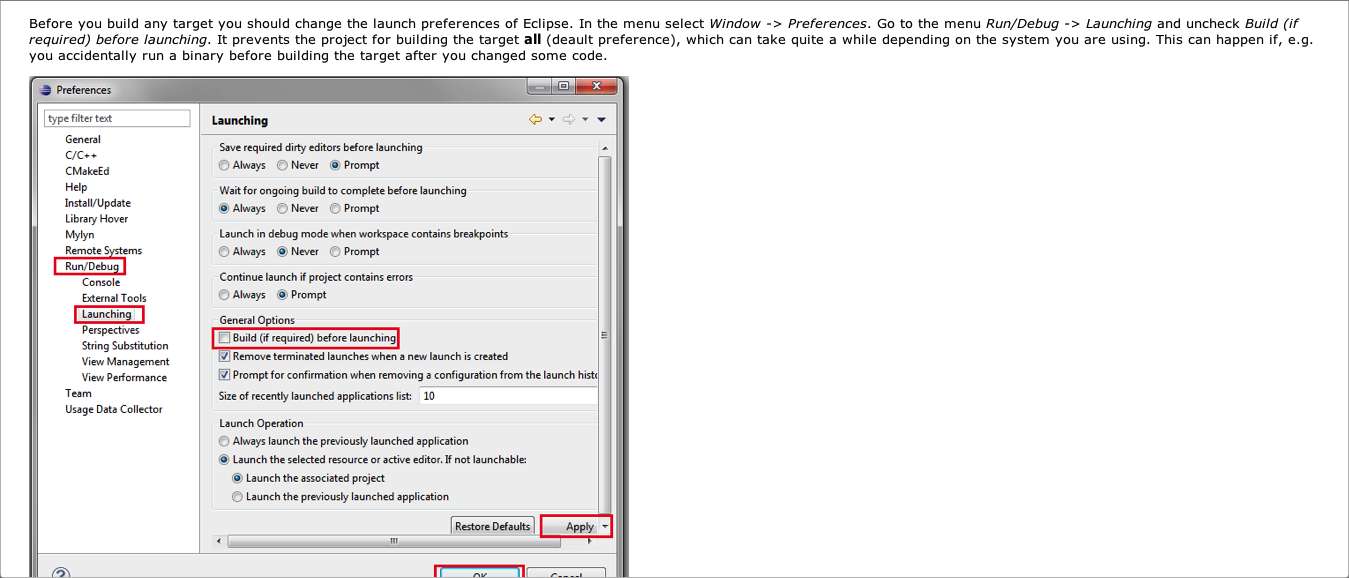 Before you build any target you should change the launch preferences of Eclipse. In the menu select Window -> Preferences. Go to the menu Run/Debug -> Launching and uncheck Build (if
required) before launching. It prevents the project for building the target all (deault preference), which can take quite a while depending on the system you are using. This can happen if, e.g.
you accidentally run a binary before building the target after you changed some code.
Preferences
type filter text
General
C/C++
CMakeEd
Help
Install/Update
Library Hover
Mylyn
Remote Systems
Run/Debug
Console
External Tools
Launching
Perspectives
String Substitution
View Management
View Performance
Team
Usage Data Collector
Launching
Save required dirty editors before launching
Always Never Prompt
Wait for ongoing build to complete before launching
Always Never Prompt
Launch in debug mode when workspace contains breakpoints
Always Never Prompt
Continue launch if project contains errors
Always Prompt
General Options
Build (if required) before launching
Remove terminated launches when a new launch is created
Prompt for confirmation when removing a configuration from the launch histo
Size of recently launched applications list: 10
Launch Operation
Always launch the previously launched application
Launch the selected resource or active editor. If not launchable:
Launch the associated project
Launch the previously launched application
Restore Defaults Apply
OK Cancel